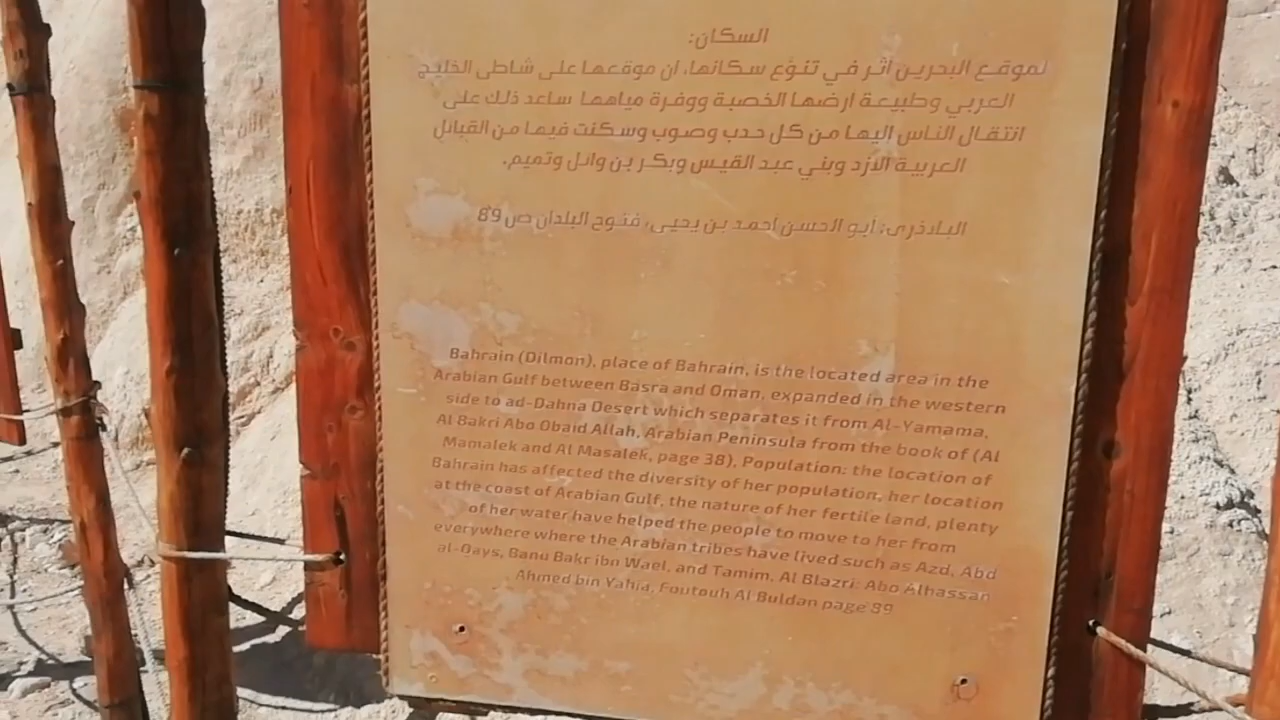 السكان:
لموقع البحرين أثر في تنوّع سكانها، ان موقعها على شاطى الخليج
العربي وطبيعة ارضها الخصبة ووفرة مياهها ساعد ذلك على
انتقال الناس اليها من كل حدب وصوب وسكنت فيها من القبائل
العربية الأزد وبني عبد القيس وبكر بن وائل وتميم.
البلاذري: أبو الحسن احمد بن يحيى، فتوح البلدان ص 89
Bahrain (Dilmon), place of Bahrain, is the located area in the
Arabian Gulf between Basra and Oman, expanded in the western
side to ad-Dahna Desert which separates it from Al-Yamama,
Al Bakri Abo Obaid Allah, Arabian Peninsula from the book of (Al
Mamalek and Al Masalek, page 38), Population: the location of
Bahrain has affected the diversity of her population, her location
at the coast of Arabian Gulf, the nature of her fertile land, plenty
of her water have helped the people to move to her from
everywhere where the Arabian tribes have lived such as Azd, Abd
al-Qays, Banu Bakr ibn Wael, and Tamim, Al Blazri: Abo Alhassan
Ahmed bin Yahia, Foutouh Al Buldan page 89